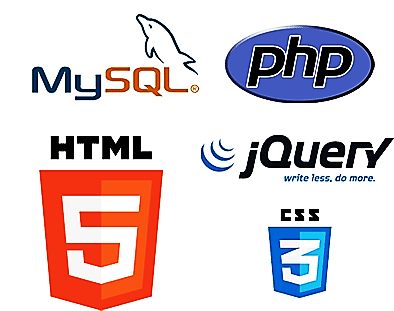 MySQL®
php
HTML
5
jQuery
write less, do more.
CSS
3